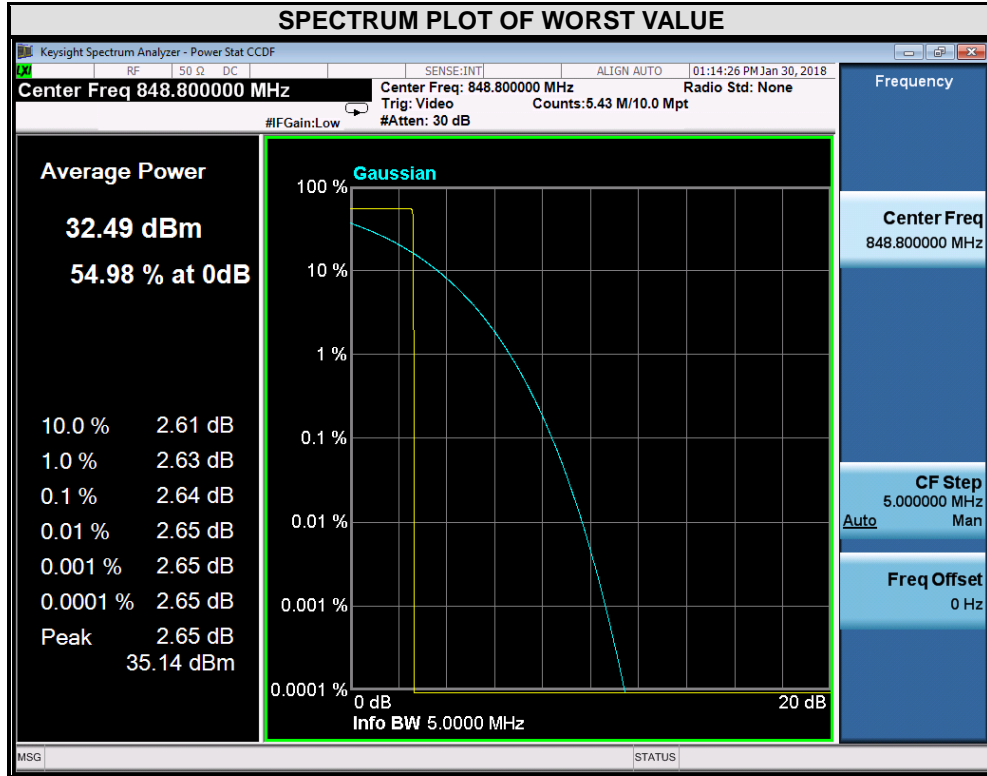 SPECTRUM PLOT OF WORST VALUE
Keysight Spectrum Analyzer - Power Stat CCDF
LXI RF 50 Ω DC SENSE:INT ALIGN AUTO 01:14:26 PM Jan 30, 2018
Center Freq 848.800000 MHz
Center Freq: 848.800000 MHz Radio Std: None
Trig: Video Counts:5.43 M/10.0 Mpt
#IFGain:Low #Atten: 30 dB
Average Power
32.49 dBm
54.98 % at 0dB
10.0 % 2.61 dB
1.0 % 2.63 dB
0.1 % 2.64 dB
0.01 % 2.65 dB
0.001 % 2.65 dB
0.0001 % 2.65 dB
Peak 2.65 dB
35.14 dBm
Gaussian
100 %
10 %
1 %
0.1 %
0.01 %
0.001 %
0.0001 %
0 dB 20 dB
Info BW 5.0000 MHz
Frequency
Center Freq
848.800000 MHz
CF Step
5.000000 MHz
Auto Man
Freq Offset
0 Hz
MSG STATUS